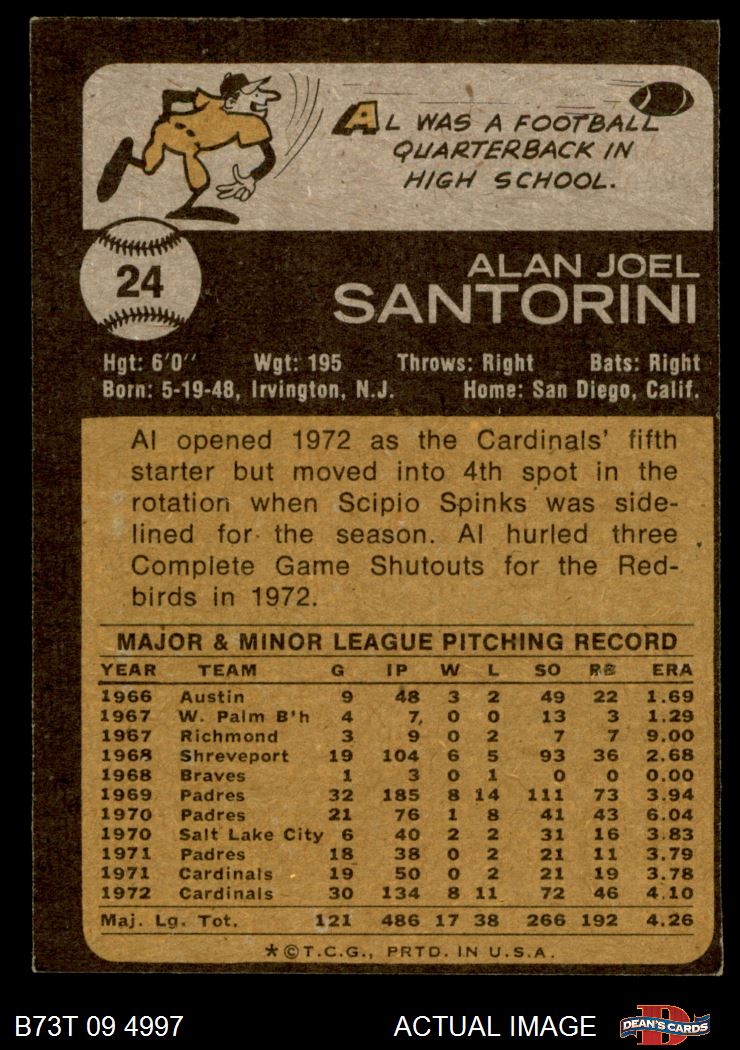 AL WAS A FOOTBALL
QUARTERBACK IN
HIGH SCHOOL.
24
ALAN JOEL
SANTORINI
Hgt: 6'0" Wgt: 195 Throws: Right Bats: Right
Born: 5-19-48, Irvington, N.J. Home: San Diego, Calif.
Al opened 1972 as the Cardinals' fifth
starter but moved into 4th spot in the
rotation when Scipio Spinks was side-
lined for the season. Al hurled three
Complete Game Shutouts for the Red-
birds in 1972.
MAJOR & MINOR LEAGUE PITCHING RECORD
YEAR TEAM G IP W L SO BB ERA
1966 Austin 9 48 3 2 49 22 1.69
1967 W. Palm B'h 4 7 0 0 13 3 1.29
1967 Richmond 3 9 0 2 7 7 9.00
1968 Shreveport 19 104 6 5 93 36 2.68
1968 Braves 1 3 0 1 0 0 0.00
1969 Padres 32 185 8 14 111 73 3.94
1970 Padres 21 76 1 8 41 43 6.04
1970 Salt Lake City 6 40 2 2 31 16 3.83
1971 Padres 18 38 0 2 21 11 3.79
1971 Cardinals 19 50 0 2 21 19 3.78
1972 Cardinals 30 134 8 11 72 46 4.10
Maj. Lg. Tot. 121 486 17 38 266 192 4.26
*©T.C.G., PRTD. IN U.S.A.
B73T 09 4997 ACTUAL IMAGE D DEAN'S CARDS